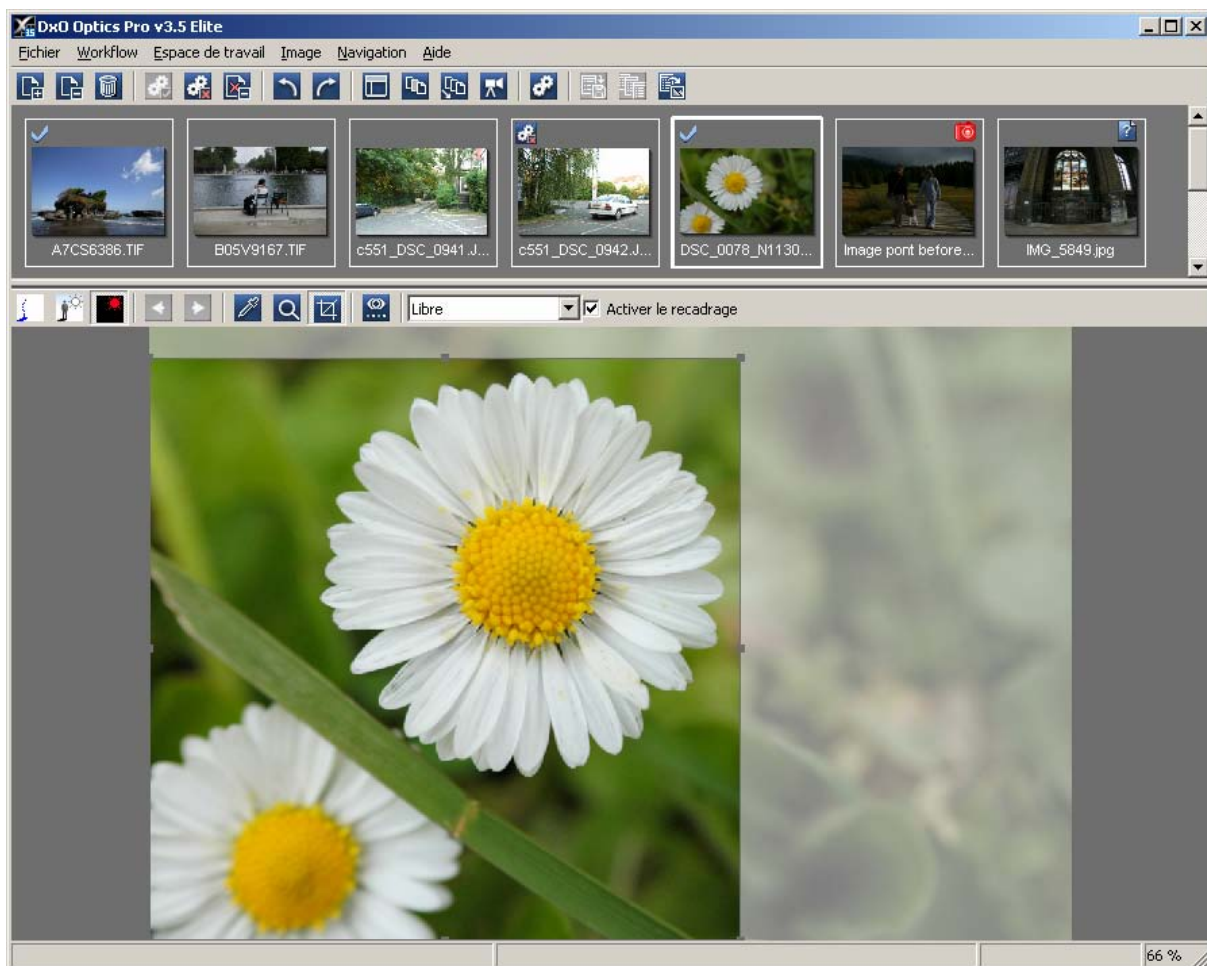 DxO Optics Pro v3.5 Elite
Fichier Workflow Espace de travail Image Navigation Aide
A7CS6386.TIF B05V9167.TIF c551_DSC_0941.J... c551_DSC_0942.J... DSC_0078_N1130... Image pont before... IMG_5849.jpg
Libre Activer le recadrage
66 %